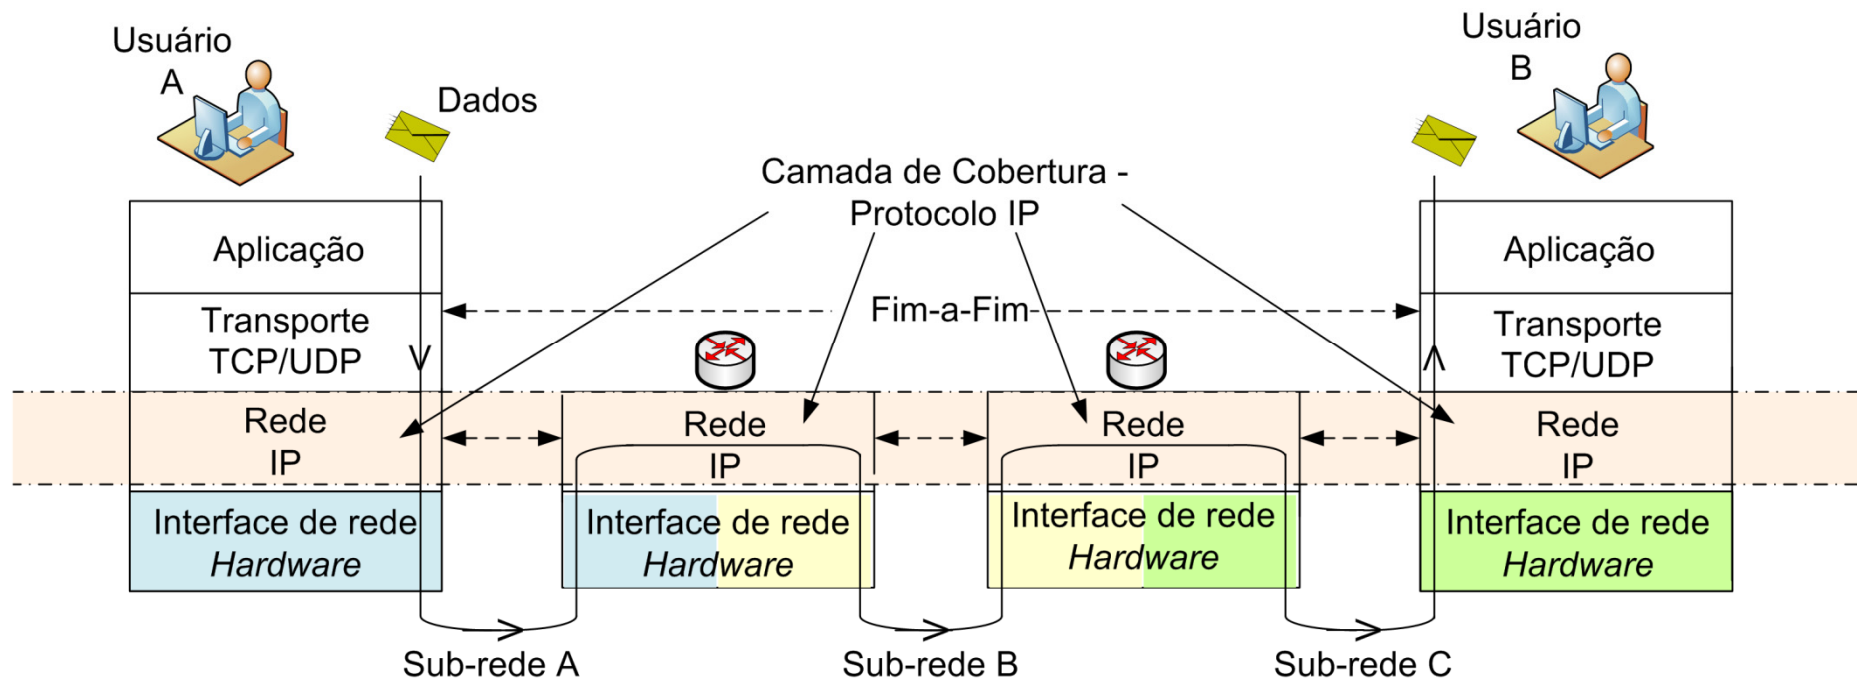 Usuário
A
Dados
Usuário
B
Camada de Cobertura -
Protocolo IP
Aplicação
Aplicação
Fim-a-Fim
Transporte
TCP/UDP
Transporte
TCP/UDP
Rede
IP
Rede
IP
Rede
IP
Rede
IP
Interface de rede
Hardware
Interface de rede
Hardware
Interface de rede
Hardware
Interface de rede
Hardware
Sub-rede A
Sub-rede B
Sub-rede C